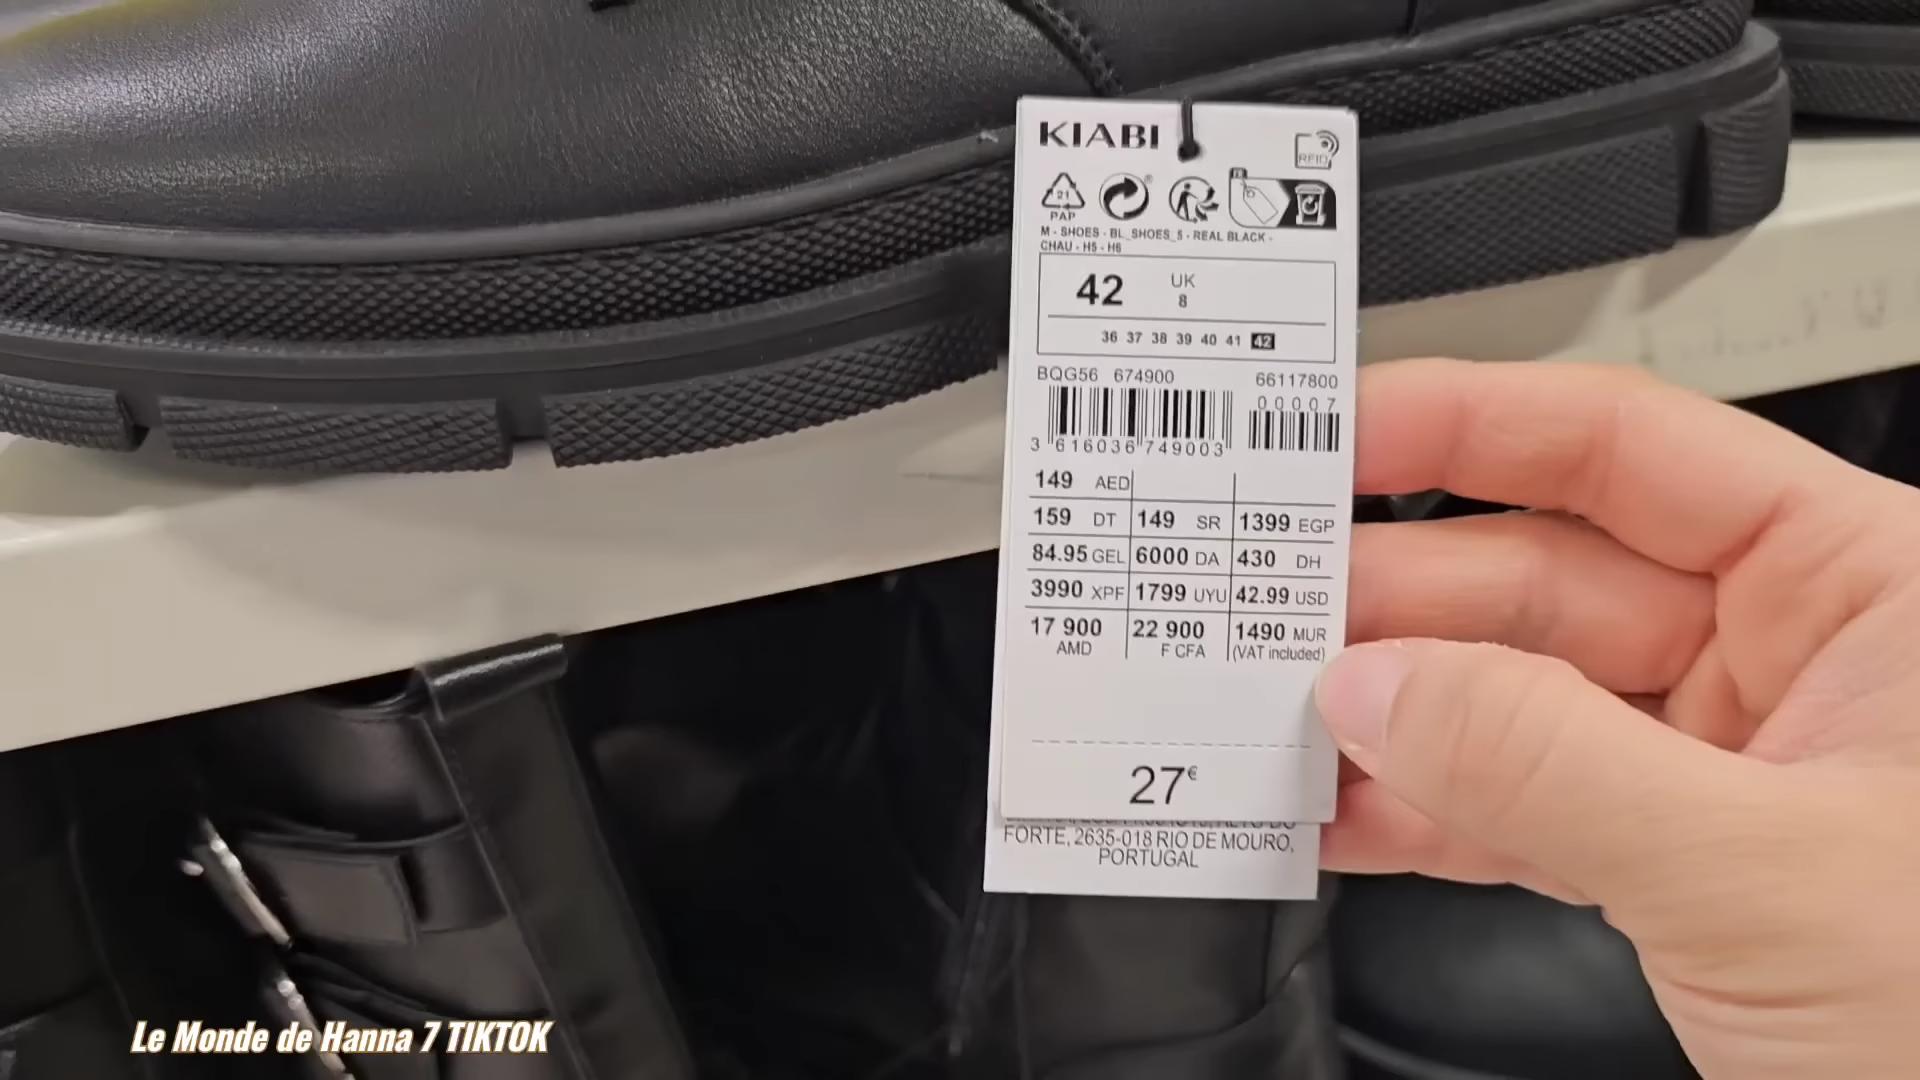 KIABI
RFID
21
PAP
FR
M - SHOES - BL_SHOES_S - REAL BLACK -
CHAU - H5 - H6
42
UK
8
36 37 38 39 40 41 42
BQG56 674900
66117800
00007
3 616036 749003
149 AED
159 DT 149 SR 1399 EGP
84.95 GEL 6000 DA 430 DH
3990 XPF 1799 UYU 42.99 USD
17 900 AMD 22 900 F CFA 1490 MUR
(VAT included)
27€
FORTE, 2635-018 RIO DE MOURO,
PORTUGAL
Le Monde de Hanna 7 TIKTOK